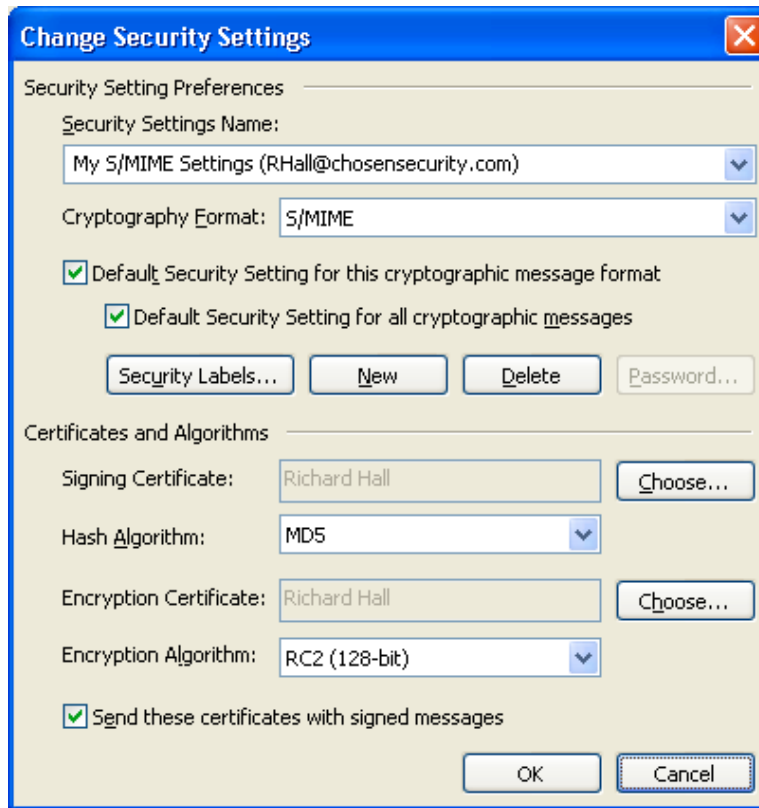 Change Security Settings
Security Setting Preferences
Security Settings Name:
My S/MIME Settings (RHall@chosensecurity.com)
Cryptography Format: S/MIME
Default Security Setting for this cryptographic message format
Default Security Setting for all cryptographic messages
Security Labels... New Delete Password...
Certificates and Algorithms
Signing Certificate: Richard Hall Choose...
Hash Algorithm: MD5
Encryption Certificate: Richard Hall Choose...
Encryption Algorithm: RC2 (128-bit)
Send these certificates with signed messages
OK Cancel